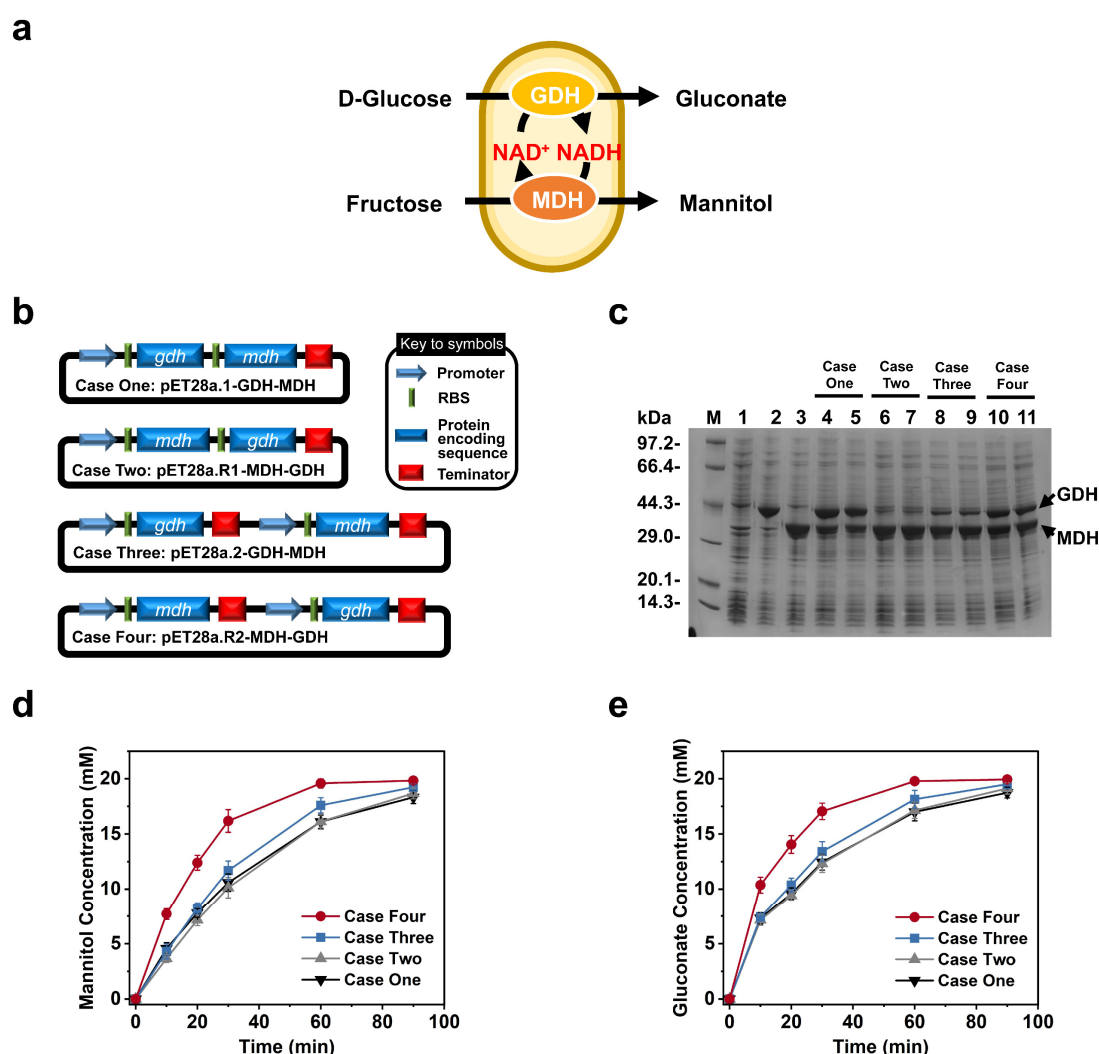 a
D-Glucose GDH Gluconate
NAD⁺ NADH
Fructose MDH Mannitol
b
gdh mdh
Case One: pET28a.1-GDH-MDH
mdh gdh
Case Two: pET28a.R1-MDH-GDH
gdh mdh
Case Three: pET28a.2-GDH-MDH
mdh gdh
Case Four: pET28a.R2-MDH-GDH
Key to symbols
Promoter
RBS
Protein
encoding
sequence
Teminator
c
Case One Case Two Case Three Case Four
kDa M 1 2 3 4 5 6 7 8 9 10 11
97.2-
66.4-
44.3-
29.0-
20.1-
14.3-
GDH
MDH
d
Mannitol Concentration (mM)
20
15
10
5
0
0 20 40 60 80 100
Time (min)
Case Four
Case Three
Case Two
Case One
e
Gluconate Concentration (mM)
20
15
10
5
0
0 20 40 60 80 100
Time (min)
Case Four
Case Three
Case Two
Case One